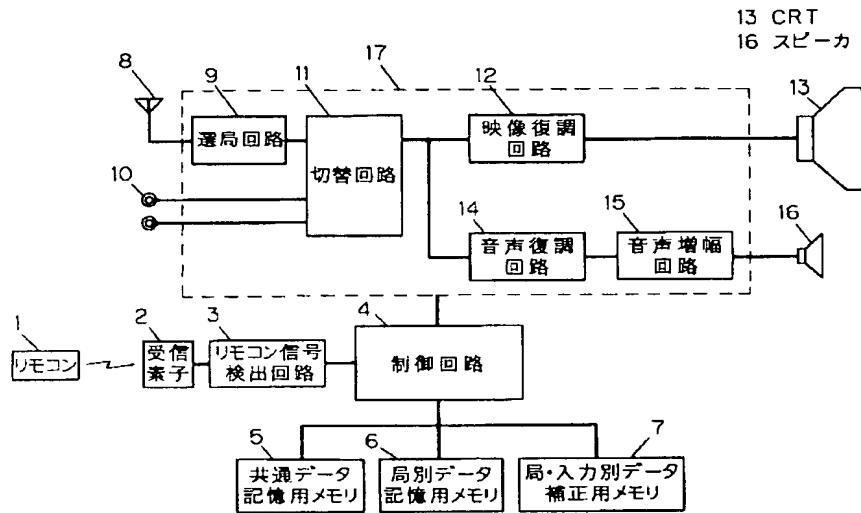 13 CRT
16 スピーカ
8
9
11
17
12
13
選局回路
切替回路
映像復調
回路
10
14
15
16
音声復調
回路
音声増幅
回路
1
2
3
4
リモコン
受信
素子
リモコン信号
検出回路
制御回路
5
6
7
共通データ
記憶用メモリ
局別データ
記憶用メモリ
局・入力別データ
補正用メモリ